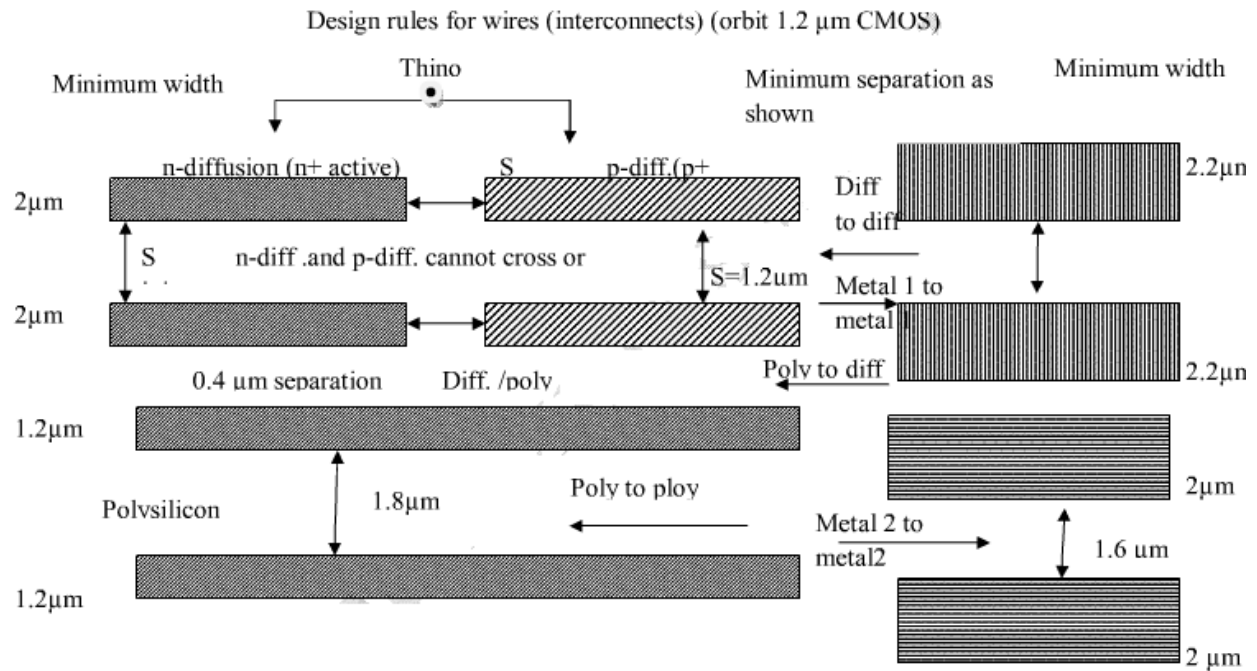 Design rules for wires (interconnects) (orbit 1.2 µm CMOS)
Minimum width
Thino
Minimum separation as
shown
Minimum width
n-diffusion (n+ active)
S
p-diff.(p+
2µm
Diff
to diff
2.2µm
S
n-diff .and p-diff. cannot cross or
S=1.2um
2µm
Metal 1 to
metal 1
0.4 µm separation
Diff. /poly
Poly to diff
2.2µm
1.2µm
Polysilicon
1.8µm
Poly to ploy
2µm
Metal 2 to
metal2
1.6 um
1.2µm
2 µm